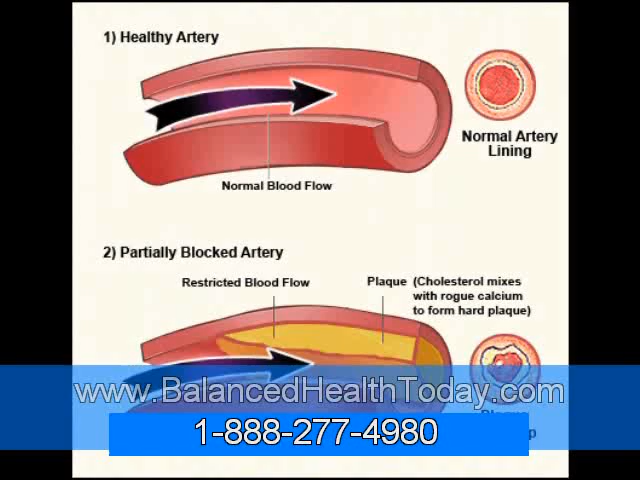 1) Healthy Artery
Normal Artery
Lining
Normal Blood Flow
2) Partially Blocked Artery
Restricted Blood Flow
Plaque (Cholesterol mixes
with rogue calcium
to form hard plaque)
www.BalancedHealthToday.com
1-888-277-4980